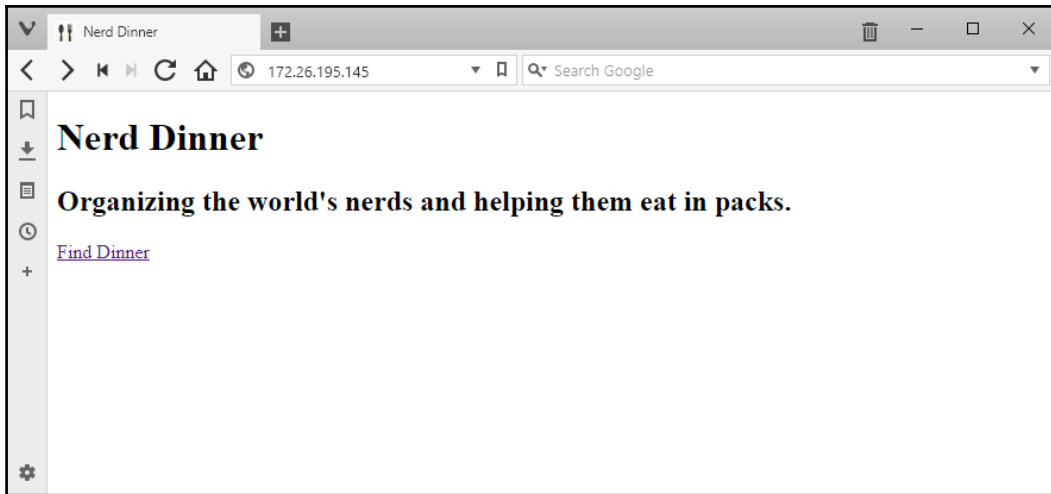 Nerd Dinner
172.26.195.145
Search Google
Nerd Dinner
Organizing the world's nerds and helping them eat in packs.
Find Dinner